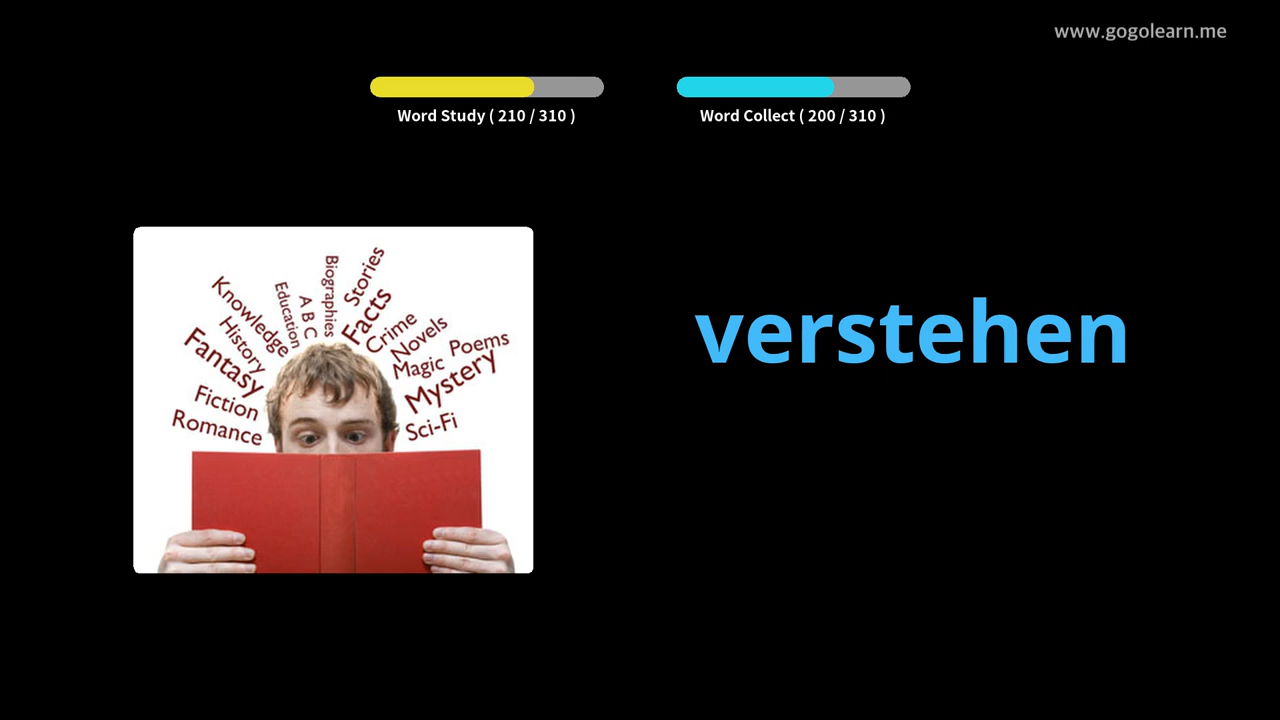 www.gogolearn.me
Word Study ( 210 / 310 )
Word Collect ( 200 / 310 )
Knowledge
Education
A B C
Biographies
Stories
Facts
Crime
Novels
Poems
History
Fantasy
Magic
Mystery
Fiction
Romance
Sci-Fi
verstehen